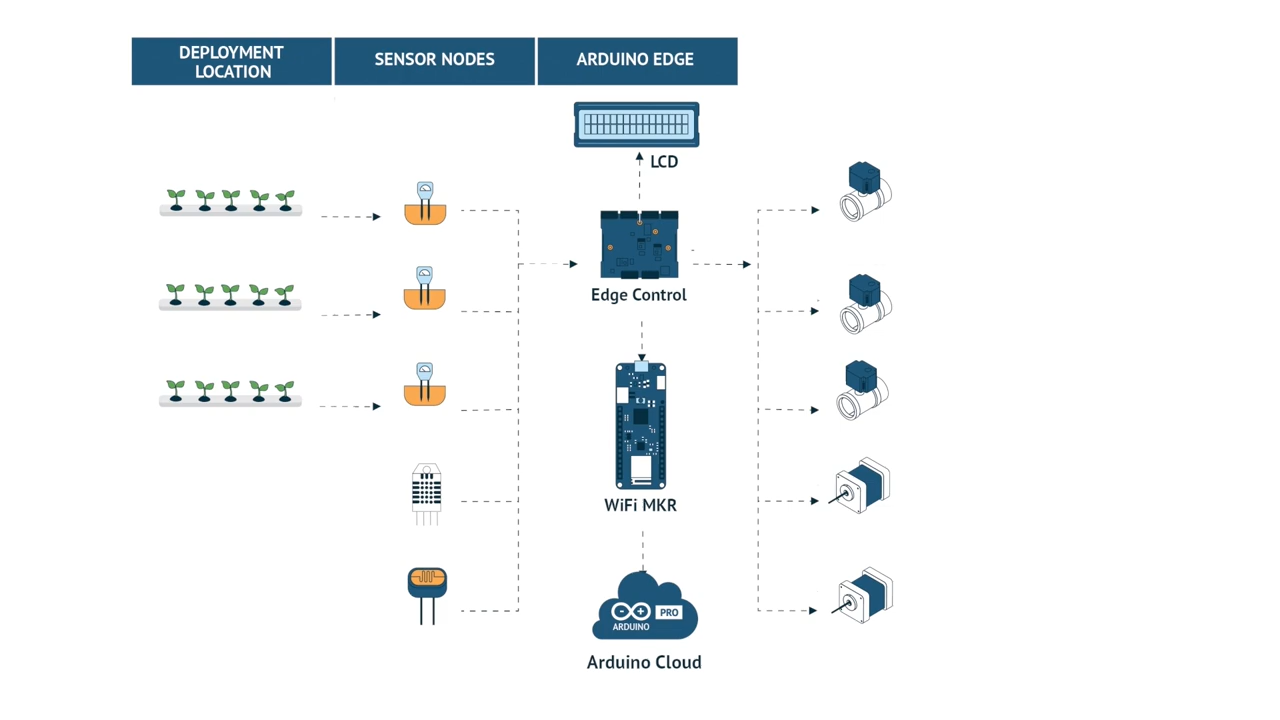 DEPLOYMENT
LOCATION
SENSOR NODES
ARDUINO EDGE
LCD
Edge Control
WiFi MKR
ARDUINO
PRO
Arduino Cloud